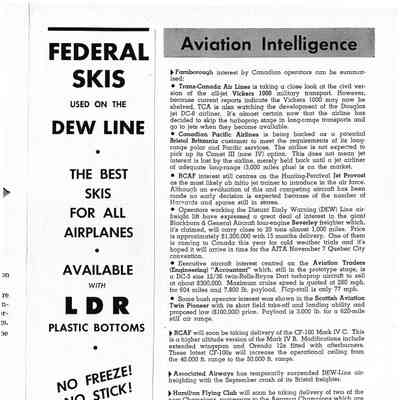 FEDERAL
SKIS
USED ON THE
DEW LINE
•
THE BEST
SKIS
FOR ALL
AIRPLANES
•
AVAILABLE
WITH
LDR
PLASTIC BOTTOMS
•
NO FREEZE!
NO STICK!
Aviation Intelligence
Farnborough interest by Canadian operators can be summarised:
• Trans-Canada Air Lines is taking a close look at the civil version
of the all-jet Vickers 1000 military transport. However,
because current reports indicate the Vickers 1000 may now be
shelved, TCA is also watching the development of the Douglas
jet DC-8 airliner. It's almost certain now that the airline has
decided to skip the turboprop stage in long-range transports and
go to jets when they become available.
• Canadian Pacific Airlines is being backed as a potential
Bristol Britannia customer to meet the requirements of its long-
range polar and Pacific services. The airline is not expected to
pick up its Comet III (now IV) option. This does not mean jet
interest is lost by the airline, merely held back until a jet airliner
of adequate long-range (3,000 miles plus) is on the market.
• RCAF interest still centres on the Hunting-Percival Jet Provost
as the most likely ab initio jet trainer to introduce in the air force.
Although an evaluation of this and competing aircraft has been
made no early decision is expected because of the number of
Harvards and spares still in stores.
• Operators working the Distant Early Warning (DEW) Line air-
freight lift have expressed a great deal of interest in the giant
Blackburn & General Aircraft four-engine Beverley freighter which,
it's claimed, will carry close to 20 tons almost 1,000 miles. Price
is approximately $1,300,000 with 15 months delivery. One of them
is coming to Canada this year for cold weather trials and it's
hoped it will arrive in time for the AITA November 7 Quebec City
convention.
• Executive aircraft interest centred on the Aviation Traders
(Engineering) "Accountant" which, still in the prototype stage, is
a DC-3 size 12/36 twin-Rolls-Royce Dart turboprop aircraft to sell
at about $300,000. Maximum cruise speed is quoted at 280 mph.
for 604 miles and 7,800 lb. payload. Flap-stall is only 77 mph.
• Some bush operator interest was shown in the Scottish Aviation
Twin Pioneer with its short field take-off and landing ability and
proposed low ($100,000) price. Payload is 3,000 lb. for a 620-mile
still air range.
RCAF will soon be taking delivery of the CF-100 Mark IV C. This
is a higher altitude version of the Mark IV B. Modifications include
extended wingspan and Orenda 12s fitted with afterburners.
These latest CF-100s will increase the operational ceiling from
the 40,000 ft. range to the 50,000 ft. range.
Associated Airways has temporarily suspended DEW-Line air-
freighting with the September crash of its Bristol freighter.
Hamilton Flying Club will soon be taking delivery of two of the